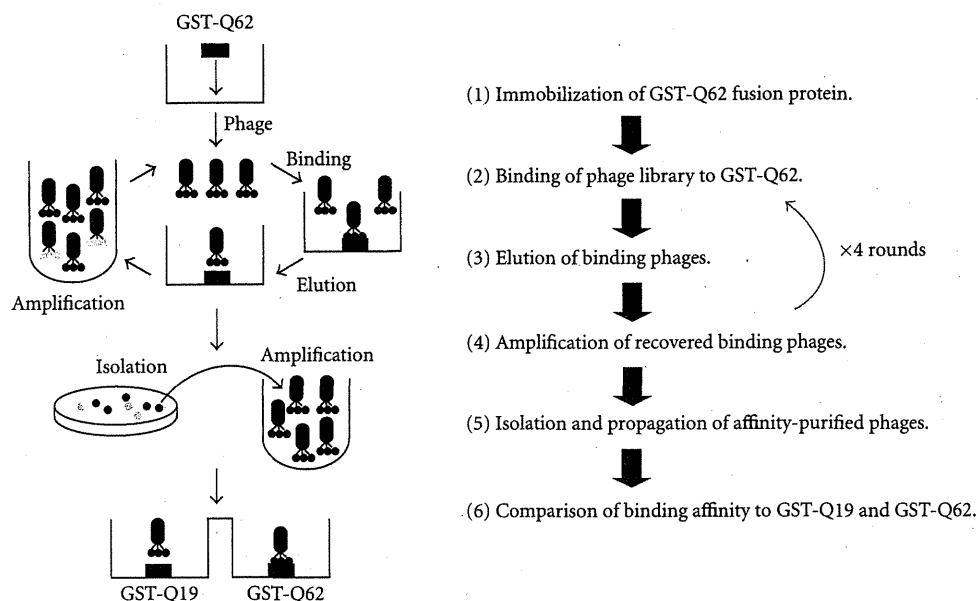 GST-Q62
Phage
Binding
Elution
Amplification
Isolation
Amplification
GST-Q19
GST-Q62
(1) Immobilization of GST-Q62 fusion protein.
(2) Binding of phage library to GST-Q62.
(3) Elution of binding phages.
×4 rounds
(4) Amplification of recovered binding phages.
(5) Isolation and propagation of affinity-purified phages.
(6) Comparison of binding affinity to GST-Q19 and GST-Q62.